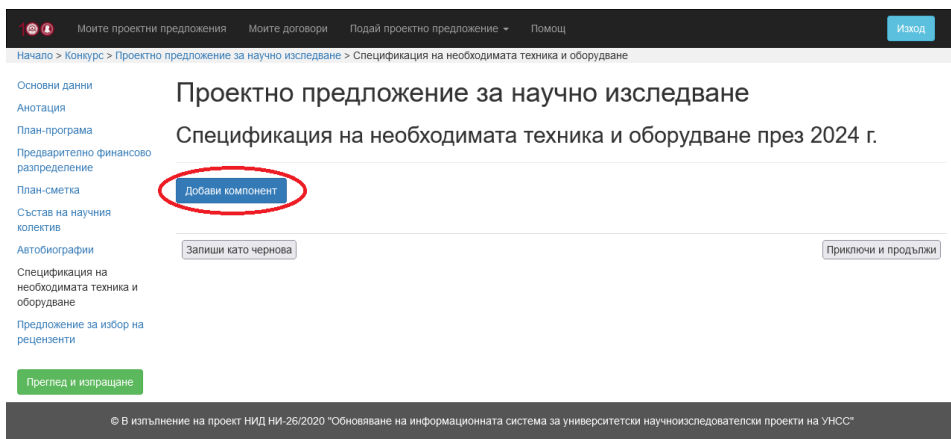 Моите проектни предложения Моите договори Подай проектно предложение Помощ Изход
Начало > Конкурс > Проектно предложение за научно изследване > Спецификация на необходимата техника и оборудване
Основни данни
Анотация
План-програма
Предварително финансово
разпределение
План-сметка
Състав на научния
колектив
Автобиографии
Спецификация на
необходимата техника и
оборудване
Предложение за избор на
рецензенти
Преглед и изпращане
Проектно предложение за научно изследване
Спецификация на необходимата техника и оборудване през 2024 г.
Добави компонент
Запиши като чернова Приключи и продължи
© В изпълнение на проект НИД НИ-26/2020 "Обновяване на информационната система за университетски научноизследователски проекти на УНСС"